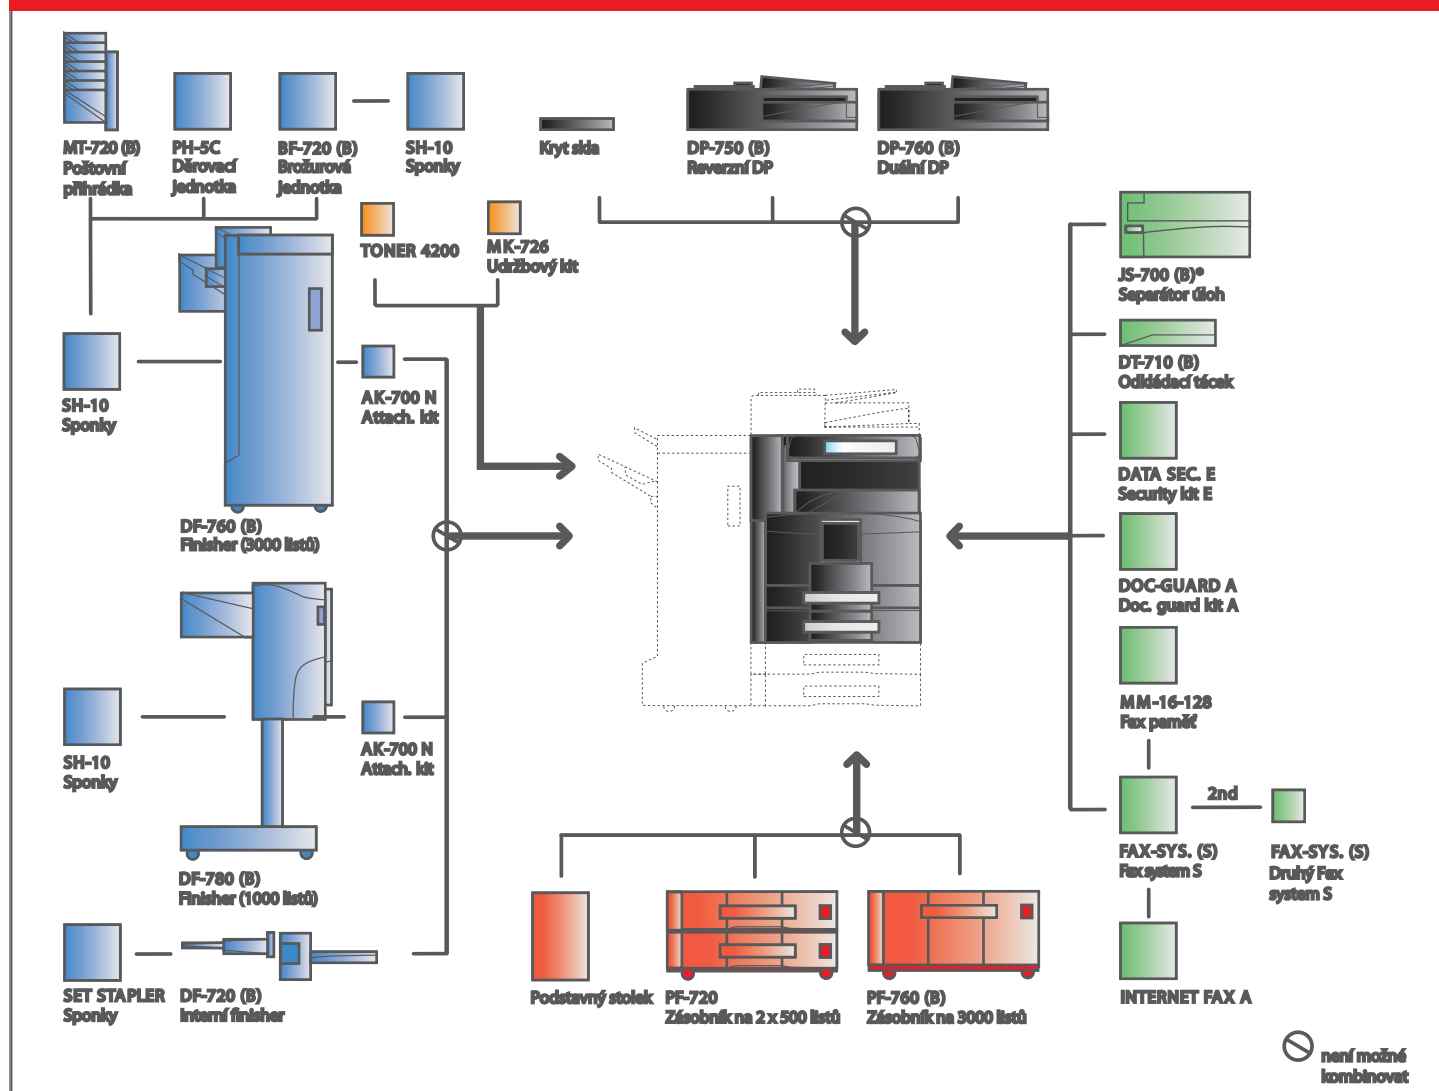 MT-720 (B)
Poštovní
přihrádka
PH-5C
Děrovací
jednotka
BF-720 (B)
Brožurová
jednotka
SH-10
Sponky
Kryt skla
DP-750 (B)
Reverzní DP
DP-760 (B)
Duální DP
TONER 4200
MK-726
Udržbový kit
JS-700 (B)*
Separátor úloh
DT-710 (B)
Odkládací tácek
SH-10
Sponky
AK-700 N
Attach. kit
DATA SEC. E
Security kit E
DF-760 (B)
Finisher (3000 listů)
DOC-GUARD A
Doc. guard kit A
MM-16-128
Fax paměť
SH-10
Sponky
AK-700 N
Attach. kit
2nd
FAX-SYS. (S)
Fax system S
FAX-SYS. (S)
Druhý Fax
system S
DF-780 (B)
Finisher (1000 listů)
SET STAPLER
Sponky
DF-720 (B)
Interní finisher
Podstavný stolek
PF-720
Zásobník na 2 x 500 listů
PF-760 (B)
Zásobník na 3000 listů
INTERNET FAX A
není možné
kombinovat